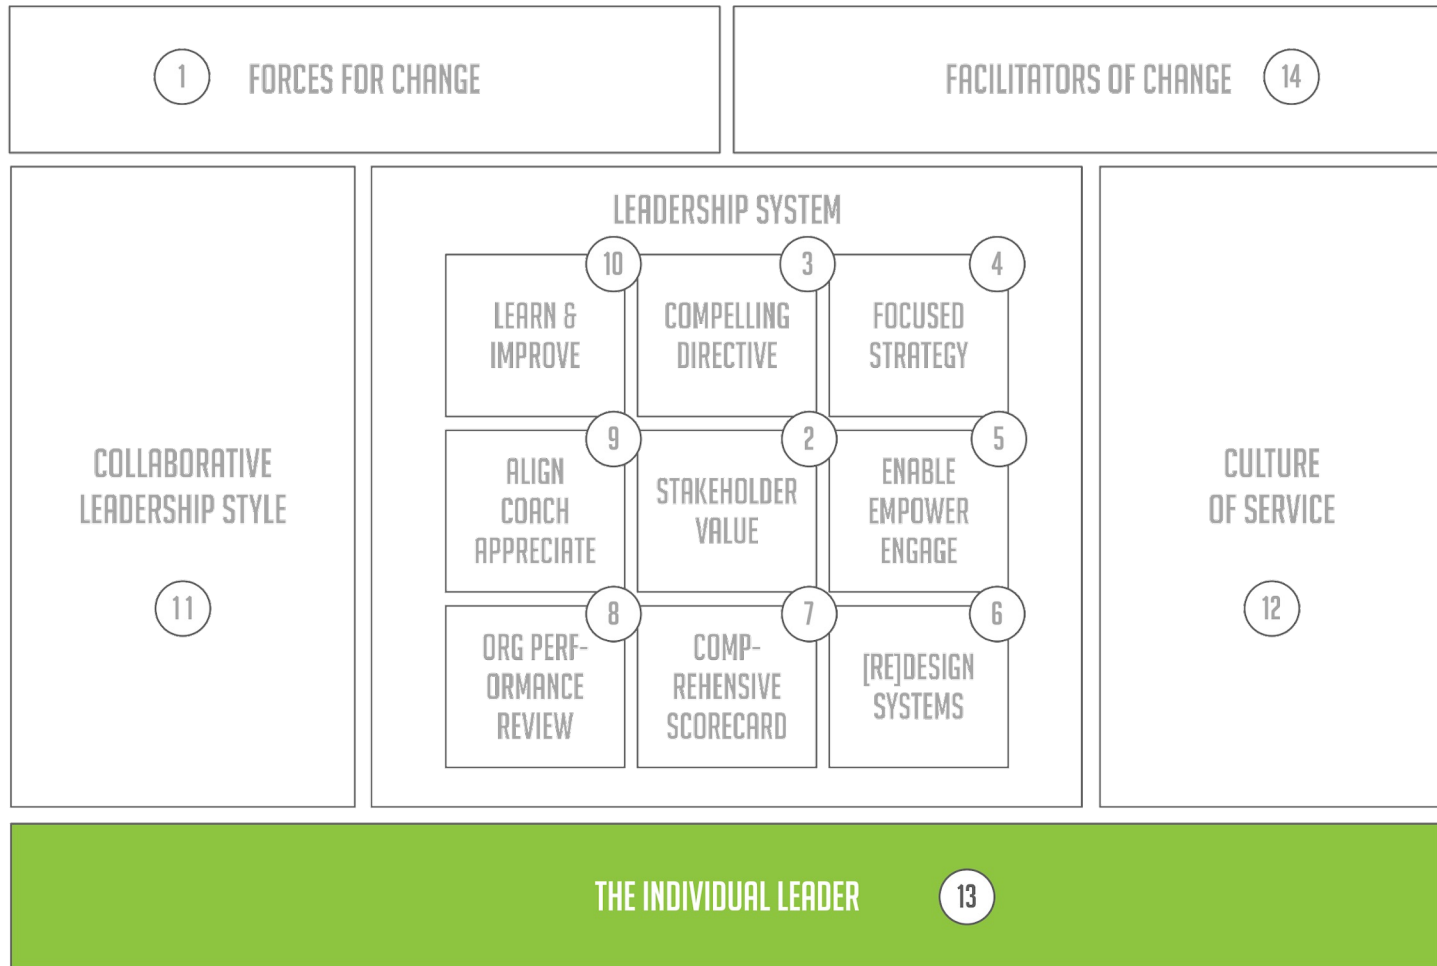 1 FORCES FOR CHANGE
FACILITATORS OF CHANGE 14
LEADERSHIP SYSTEM
10
LEARN &
IMPROVE
3
COMPELLING
DIRECTIVE
4
FOCUSED
STRATEGY
9
ALIGN
COACH
APPRECIATE
2
STAKEHOLDER
VALUE
5
ENABLE
EMPOWER
ENGAGE
8
ORG PERF-
ORMANCE
REVIEW
7
COMP-
REHENSIVE
SCORECARD
6
[RE]DESIGN
SYSTEMS
COLLABORATIVE
LEADERSHIP STYLE
11
CULTURE
OF SERVICE
12
THE INDIVIDUAL LEADER 13